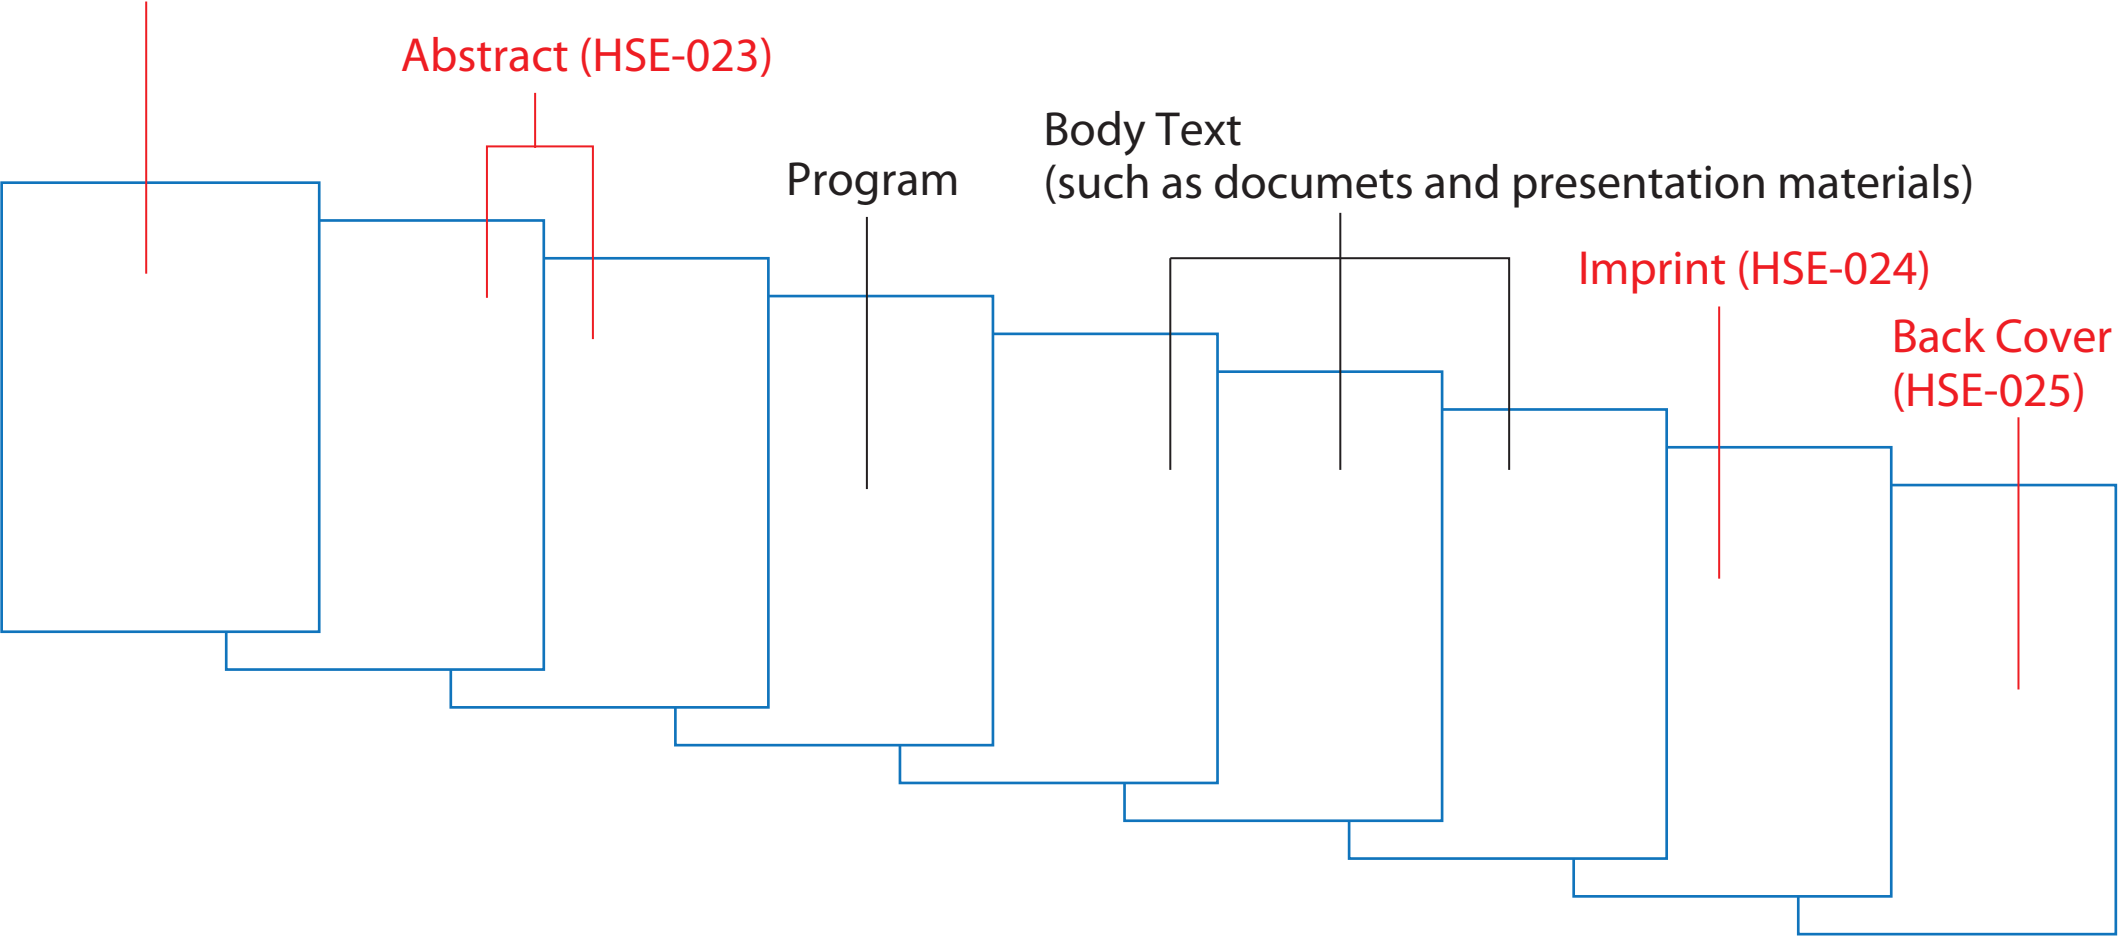 Abstract (HSE-023)
Program
Body Text
(such as documets and presentation materials)
Imprint (HSE-024)
Back Cover
(HSE-025)